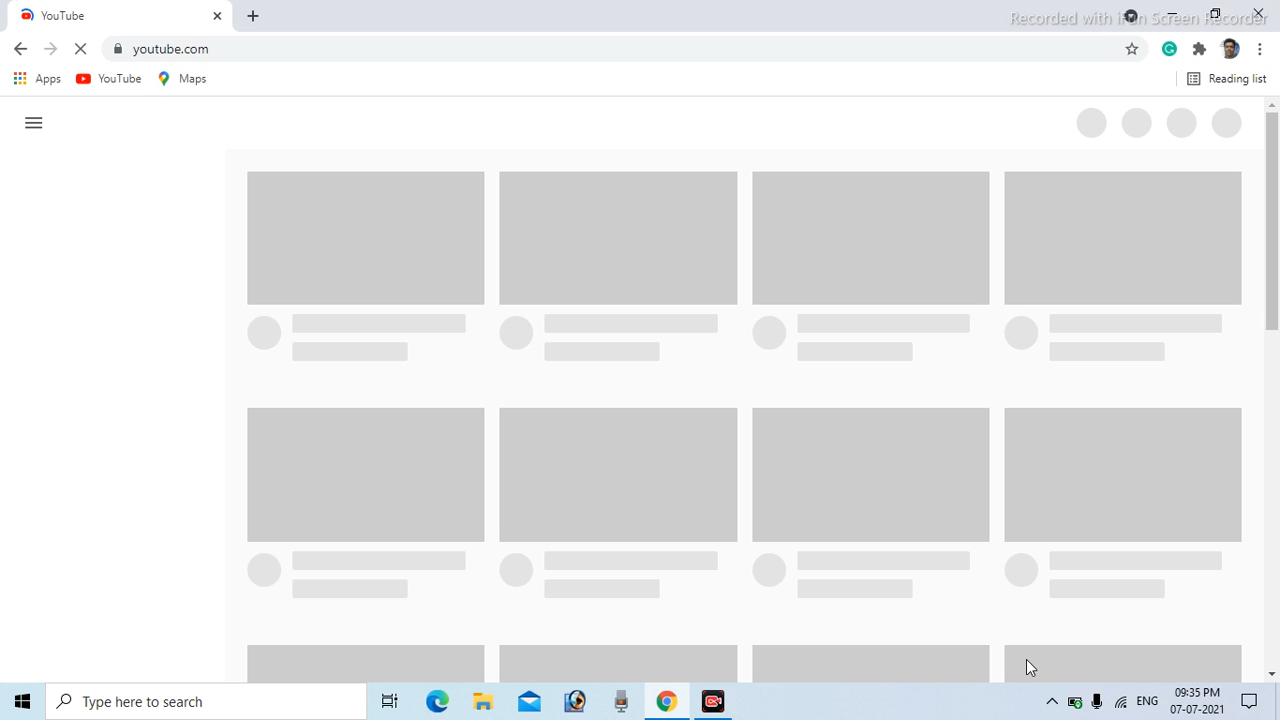 YouTube
Recorded with iFun Screen Recorder
youtube.com
Apps
YouTube
Maps
Reading list
Type here to search
ENG
09:35 PM
07-07-2021